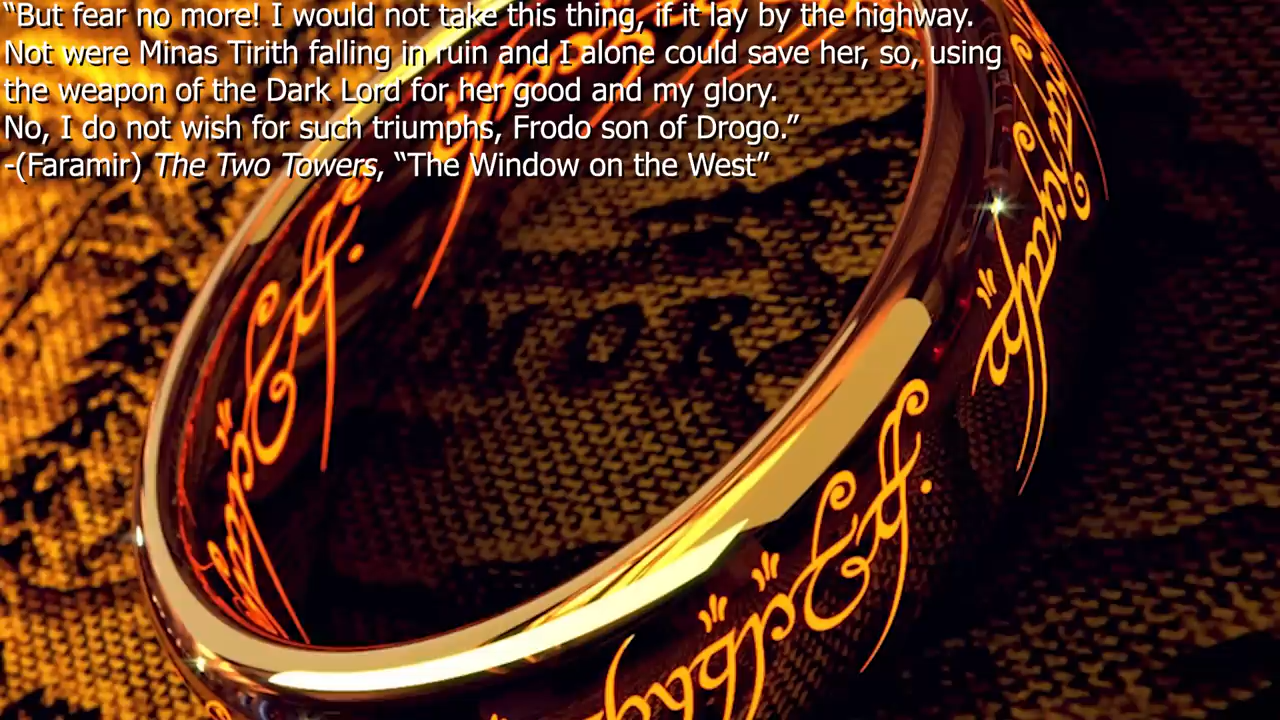 “But fear no more! I would not take this thing, if it lay by the highway.
Not were Minas Tirith falling in ruin and I alone could save her, so, using
the weapon of the Dark Lord for her good and my glory.
No, I do not wish for such triumphs, Frodo son of Drogo.”
-(Faramir) The Two Towers, “The Window on the West”
MOR